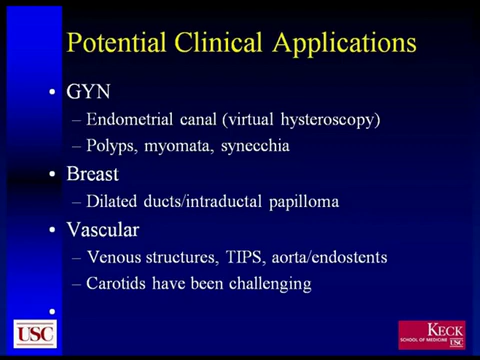 Potential Clinical Applications
• GYN
– Endometrial canal (virtual hysteroscopy)
– Polyps, myomata, synecchia
• Breast
– Dilated ducts/intraductal papilloma
• Vascular
– Venous structures, TIPS, aorta/endostents
– Carotids have been challenging
•
USC
KECK
SCHOOL OF MEDICINE
USC